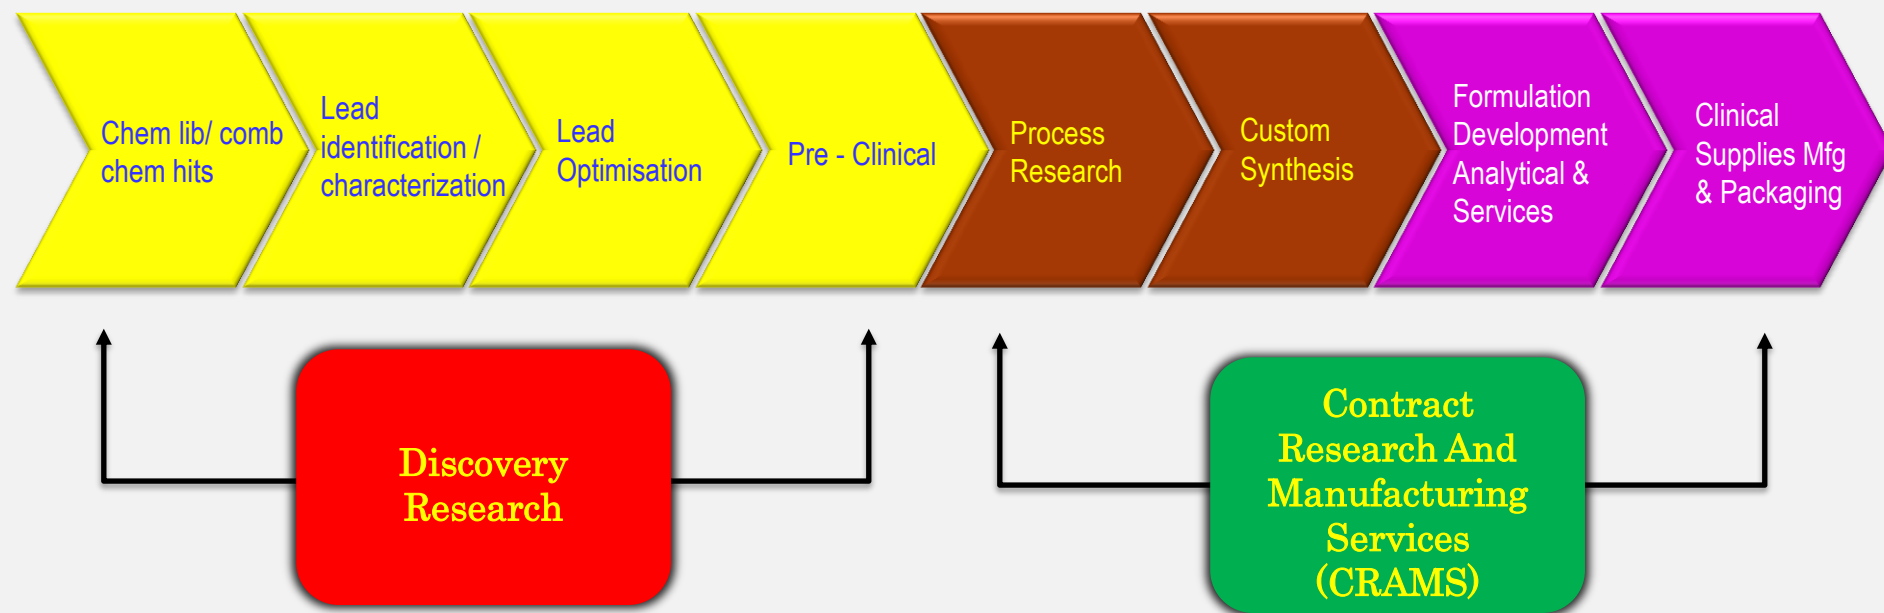 Chem lib/ comb
chem hits
Lead
identification /
characterization
Lead
Optimisation
Pre - Clinical
Process
Research
Custom
Synthesis
Formulation
Development
Analytical &
Services
Clinical
Supplies Mfg
& Packaging
Discovery
Research
Contract
Research And
Manufacturing
Services
(CRAMS)